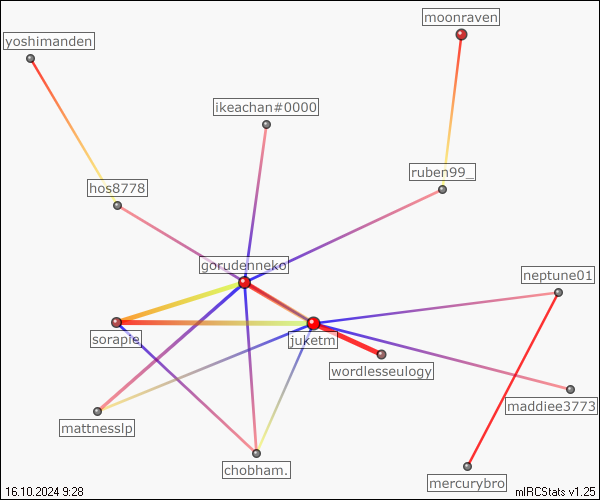 moonraven
yoshimanden
ikeachan#0000
ruben99_
hos8778
gorudenneko
neptune01
sorapie
juketm
wordlesseulogy
maddiee3773
mattnesslp
chobham.
mercurybro
16.10.2024 9:28
mIRCStats v1.25